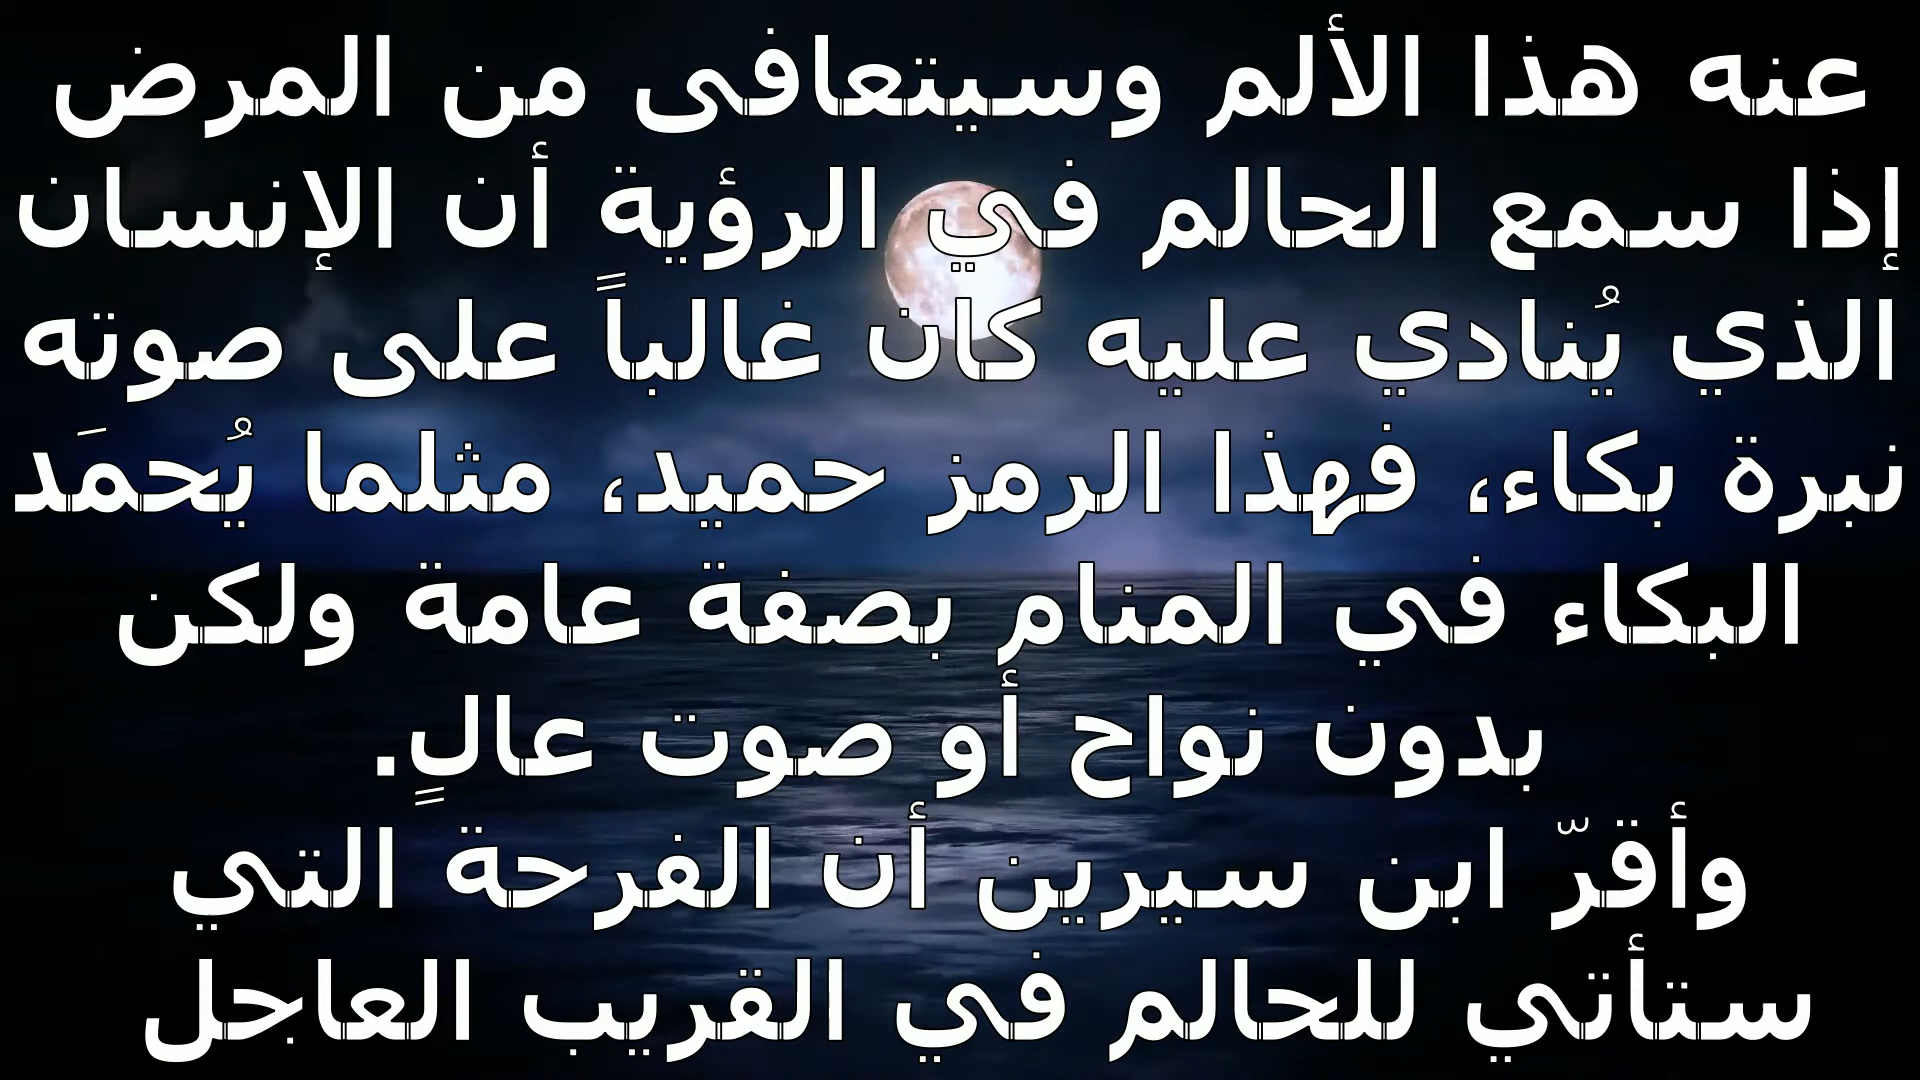 عنه هذا الألم وسيتعافى من المرض
إذا سمع الحالم في الرؤية أن الإنسان
الذي يُنادي عليه كان غالباً على صوته
نبرة بكاء، فهذا الرمز حميد، مثلما يُحمَد
البكاء في المنام بصفة عامة ولكن
بدون نواح أو صوت عالٍ.
وأقرّ ابن سيرين أن الفرحة التي
ستأتي للحالم في القريب العاجل